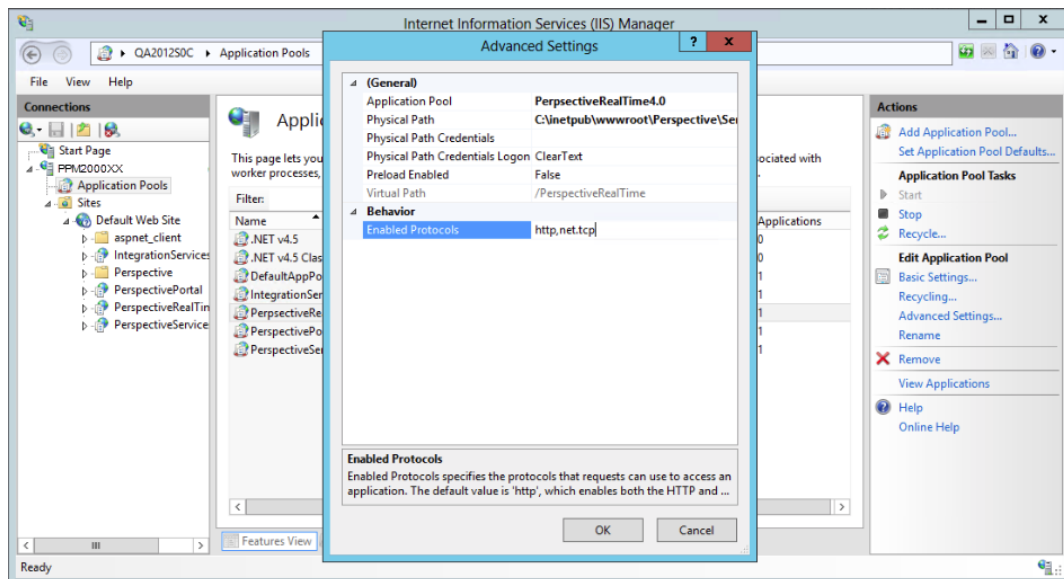 Internet Information Services (IIS) Manager
QA2012S0C
Application Pools
File View Help
Connections
Start Page
PPM2000XX
Application Pools
Sites
Default Web Site
aspnet_client
IntegrationServices
Perspective
PerspectivePortal
PerspectiveRealTin
PerspectiveService
Ready
Applic
This page lets you
worker processes,
ociated with
Filter:
Name
Applications
.NET v4.5 0
.NET v4.5 Clas 0
DefaultAppPo 1
IntegrationSer 1
PerpsectiveRe 1
PerspectivePo 1
PerspectiveSer 1
Features View
Advanced Settings
? x
(General)
Application Pool PerpsectiveRealTime4.0
Physical Path C:\inetpub\wwwroot\Perspective\Ser
Physical Path Credentials
Physical Path Credentials Logon ClearText
Preload Enabled False
Virtual Path /PerspectiveRealTime
Behavior
Enabled Protocols http,net.tcp
Enabled Protocols
Enabled Protocols specifies the protocols that requests can use to access an
application. The default value is 'http', which enables both the HTTP and ...
OK Cancel
Actions
Add Application Pool...
Set Application Pool Defaults...
Application Pool Tasks
Start
Stop
Recycle...
Edit Application Pool
Basic Settings...
Recycling...
Advanced Settings...
Rename
Remove
View Applications
Help
Online Help